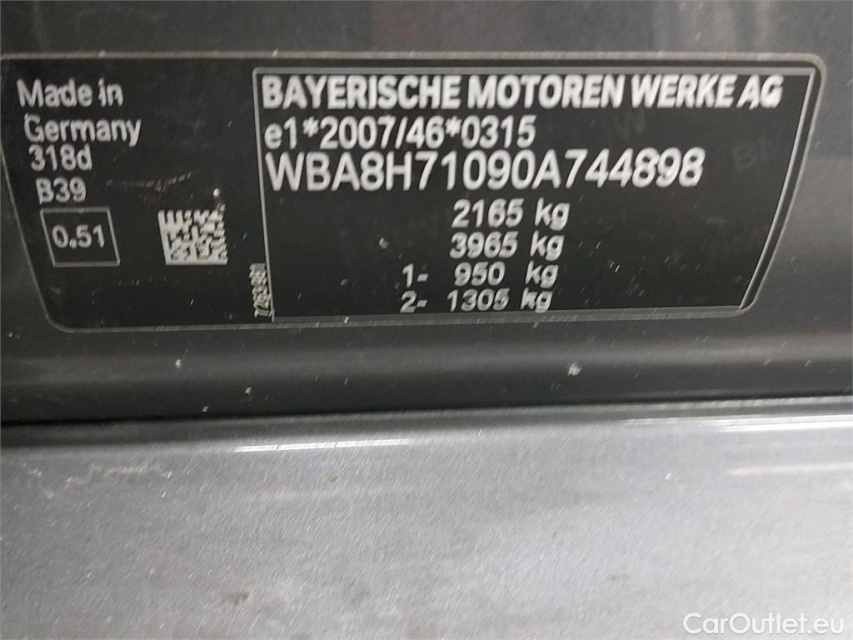 Made in
Germany
318d
B39
0.51
BAYERISCHE MOTOREN WERKE AG
e1*2007/46*0315
WBA8H71090A744898
2165 kg
3965 kg
1- 950 kg
2- 1305 kg
CarOutlet.eu